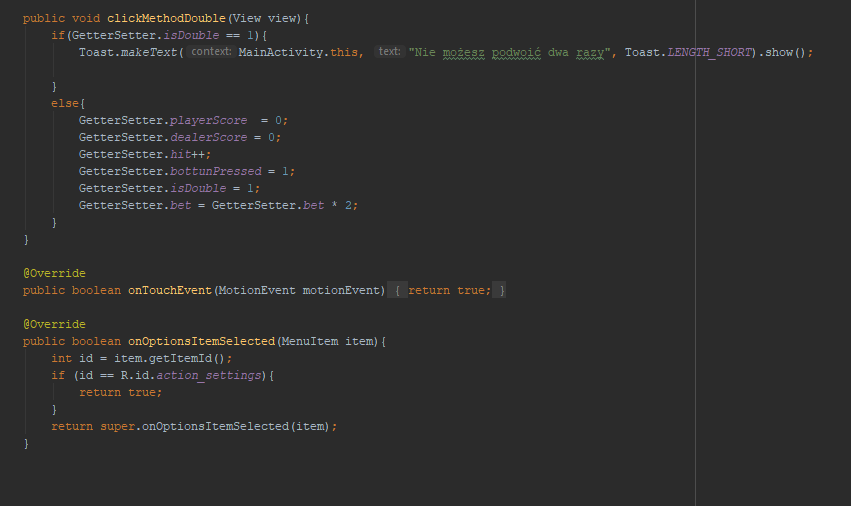 public void clickMethodDouble(View view){
if(GetterSetter.isDouble == 1){
Toast.makeText( context: MainActivity.this, text: "Nie możesz podwoić dwa razy", Toast.LENGTH_SHORT).show();
}
else{
GetterSetter.playerScore = 0;
GetterSetter.dealerScore = 0;
GetterSetter.hit++;
GetterSetter.bottunPressed = 1;
GetterSetter.isDouble = 1;
GetterSetter.bet = GetterSetter.bet * 2;
}
}
@Override
public boolean onTouchEvent(MotionEvent motionEvent) { return true; }
@Override
public boolean onOptionsItemSelected(MenuItem item){
int id = item.getItemId();
if (id == R.id.action_settings){
return true;
}
return super.onOptionsItemSelected(item);
}